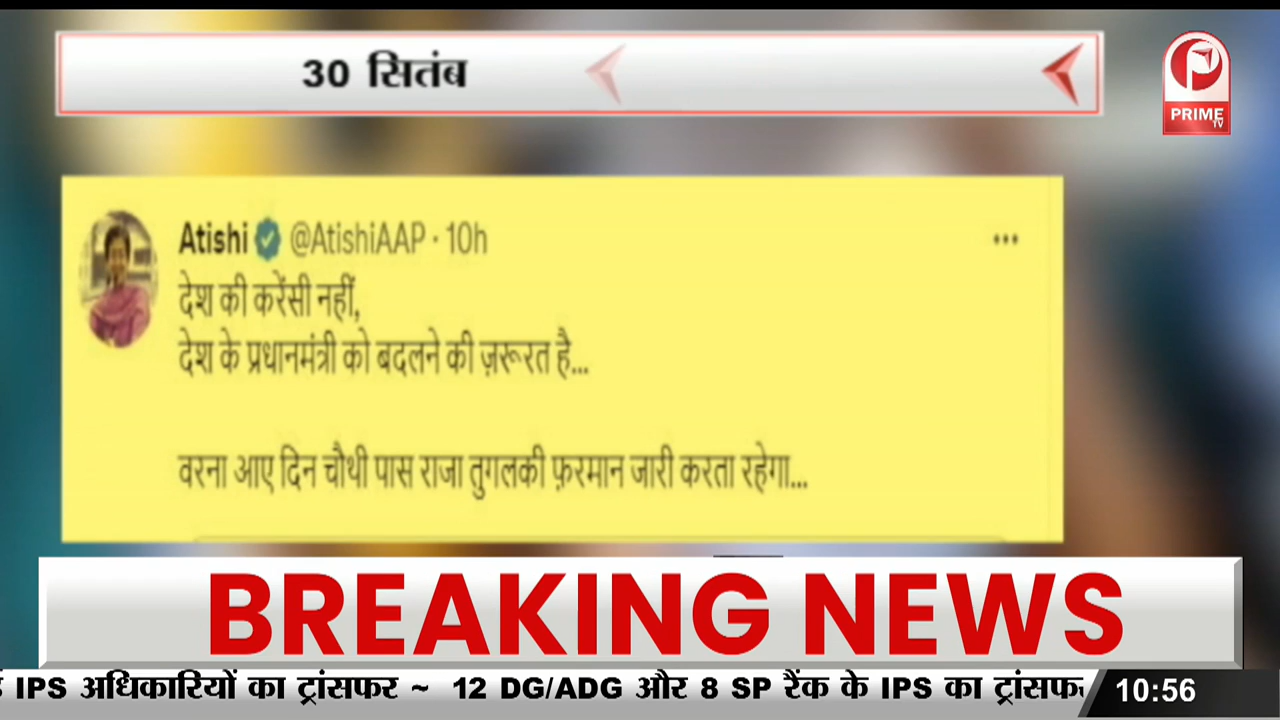 30 सितंब
PRIME
TV
Atishi @AtishiAAP · 10h
देश की करेंसी नहीं,
देश के प्रधानमंत्री को बदलने की ज़रूरत है...
वरना आए दिन चौथी पास राजा तुगलकी फ़रमान जारी करता रहेगा...
BREAKING NEWS
IPS अधिकारियों का ट्रांसफर ~ 12 DG/ADG और 8 SP रैंक के IPS का ट्रांसफर
10:56